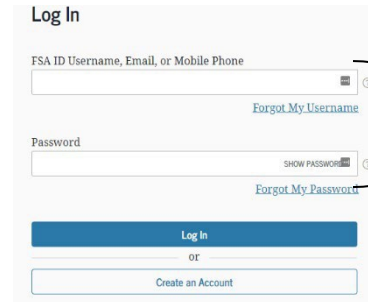 Log In
FSA ID Username, Email, or Mobile Phone
Forgot My Username
Password
SHOW PASSWORD
Forgot My Password
Log In
or
Create an Account